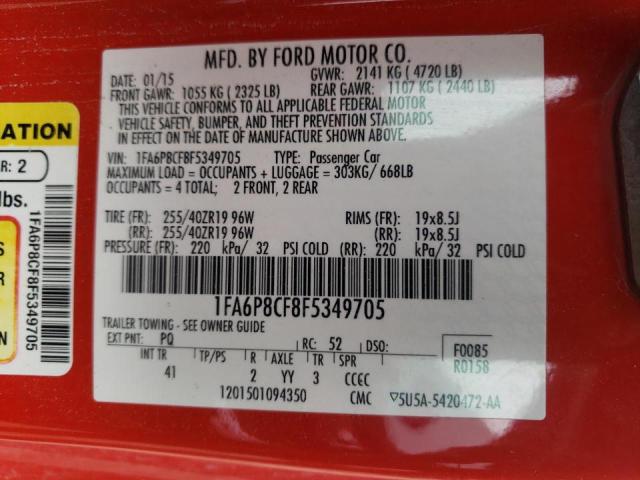 MFD. BY FORD MOTOR CO.
DATE: 01/15 GVWR: 2141 KG ( 4720 LB)
FRONT GAWR: 1055 KG ( 2325 LB) REAR GAWR: 1107 KG ( 2440 LB)
THIS VEHICLE CONFORMS TO ALL APPLICABLE FEDERAL MOTOR
VEHICLE SAFETY, BUMPER, AND THEFT PREVENTION STANDARDS
IN EFFECT ON THE DATE OF MANUFACTURE SHOWN ABOVE.
VIN: 1FA6P8CF8F5349705 TYPE: Passenger Car
MAXIMUM LOAD = OCCUPANTS + LUGGAGE = 303KG/ 668LB
OCCUPANTS = 4 TOTAL; 2 FRONT, 2 REAR
TIRE (FR): 255/40ZR19 96W RIMS (FR): 19x8.5J
(RR): 255/40ZR19 96W (RR): 19x8.5J
PRESSURE (FR): 220 kPa/ 32 PSI COLD (RR): 220 kPa/ 32 PSI COLD
1FA6P8CF8F5349705
TRAILER TOWING - SEE OWNER GUIDE
EXT PNT: PQ RC: 52 DSO:
F0085
R0158
INT TR TP/PS R AXLE TR SPR
41 2 YY 3 CCCC
1201501094350 CMC ▽5U5A-5420472-AA
ATION
R: 2
lbs.
1FA6P8CF8F5349705
S
R